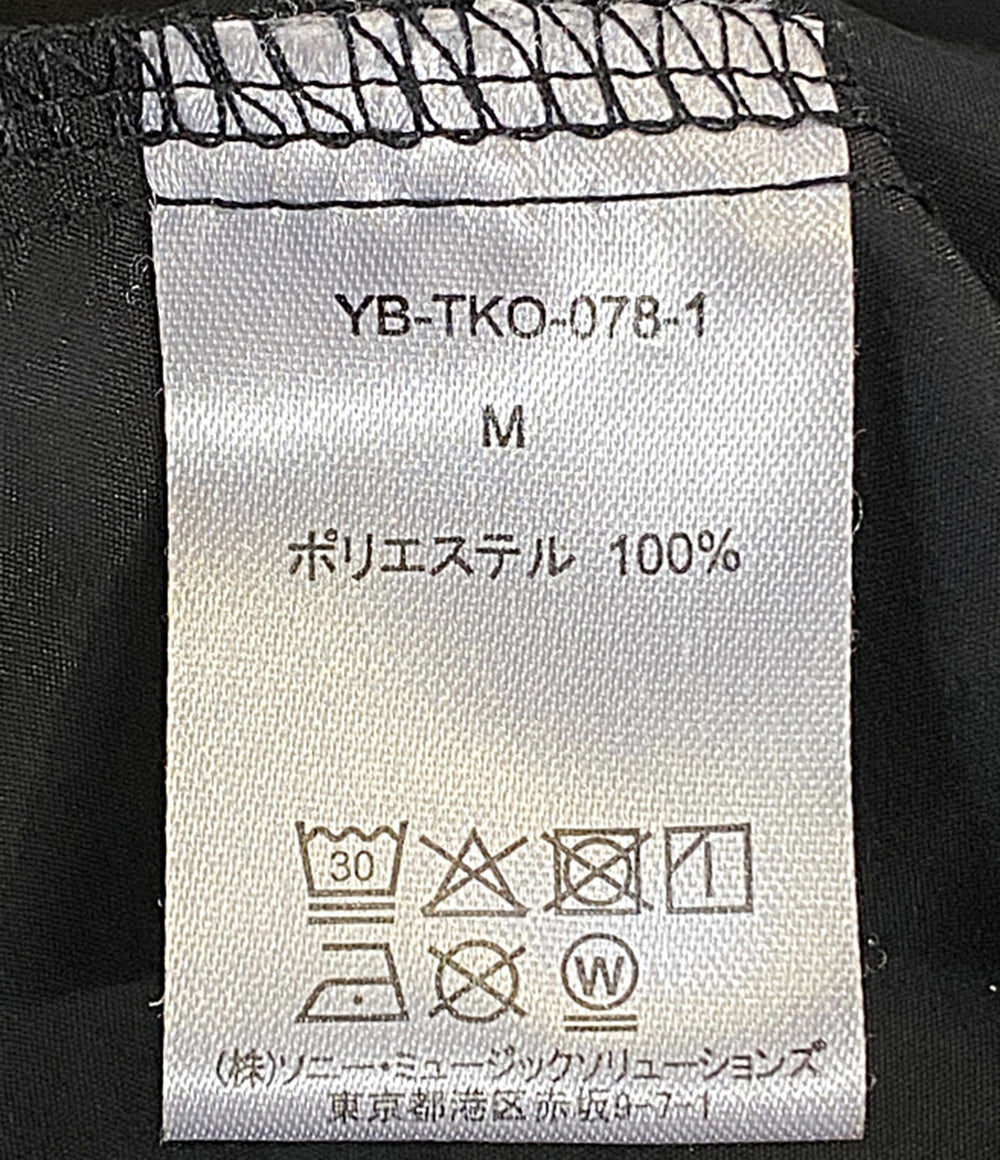 YB-TKO-078-1
M
ポリエステル 100%
30
W
(株)ソニー・ミュージックソリューションズ
東京都港区赤坂9-7-1